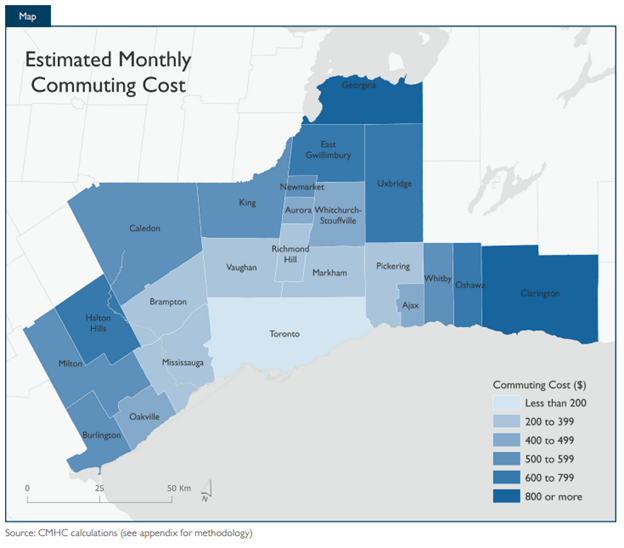 Map
Estimated Monthly
Commuting Cost
Georgina
East
Gwillimbury
Uxbridge
Newmarket
King
Aurora
Whitchurch-
Stouffville
Caledon
Richmond
Hill
Vaughan
Markham
Pickering
Whitby
Oshawa
Clarington
Brampton
Ajax
Halton
Hills
Toronto
Milton
Mississauga
Oakville
Burlington
Commuting Cost ($)
Less than 200
200 to 399
400 to 499
500 to 599
600 to 799
800 or more
0 25 50 Km
N
Source: CMHC calculations (see appendix for methodology)